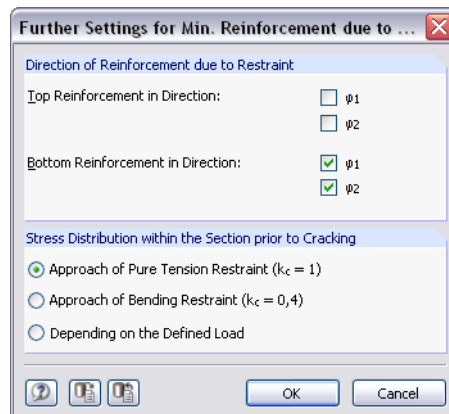 Further Settings for Min. Reinforcement due to ...
Direction of Reinforcement due to Restraint
Top Reinforcement in Direction: φ1
φ2
Bottom Reinforcement in Direction: φ1
φ2
Stress Distribution within the Section prior to Cracking
Approach of Pure Tension Restraint (kc = 1)
Approach of Bending Restraint (kc = 0,4)
Depending on the Defined Load
OK Cancel